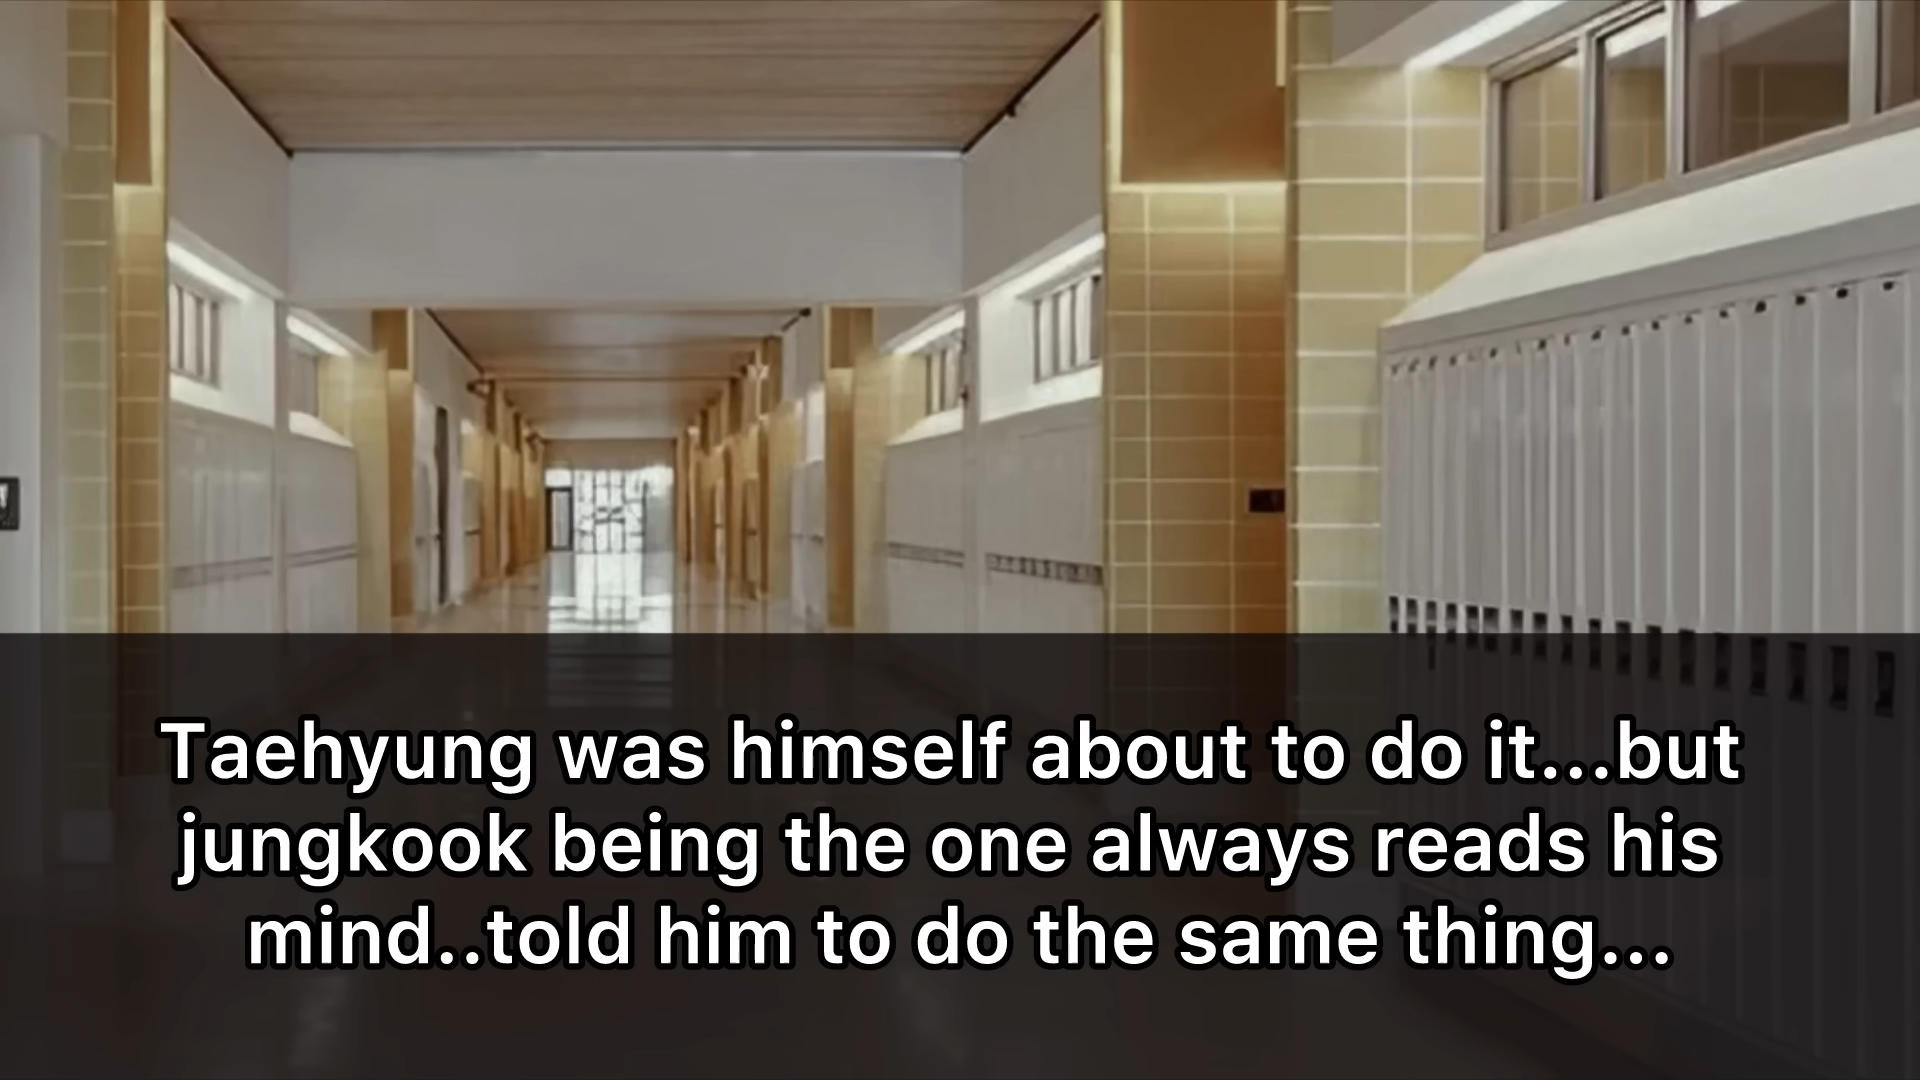 Taehyung was himself about to do it...but
jungkook being the one always reads his
mind..told him to do the same thing...